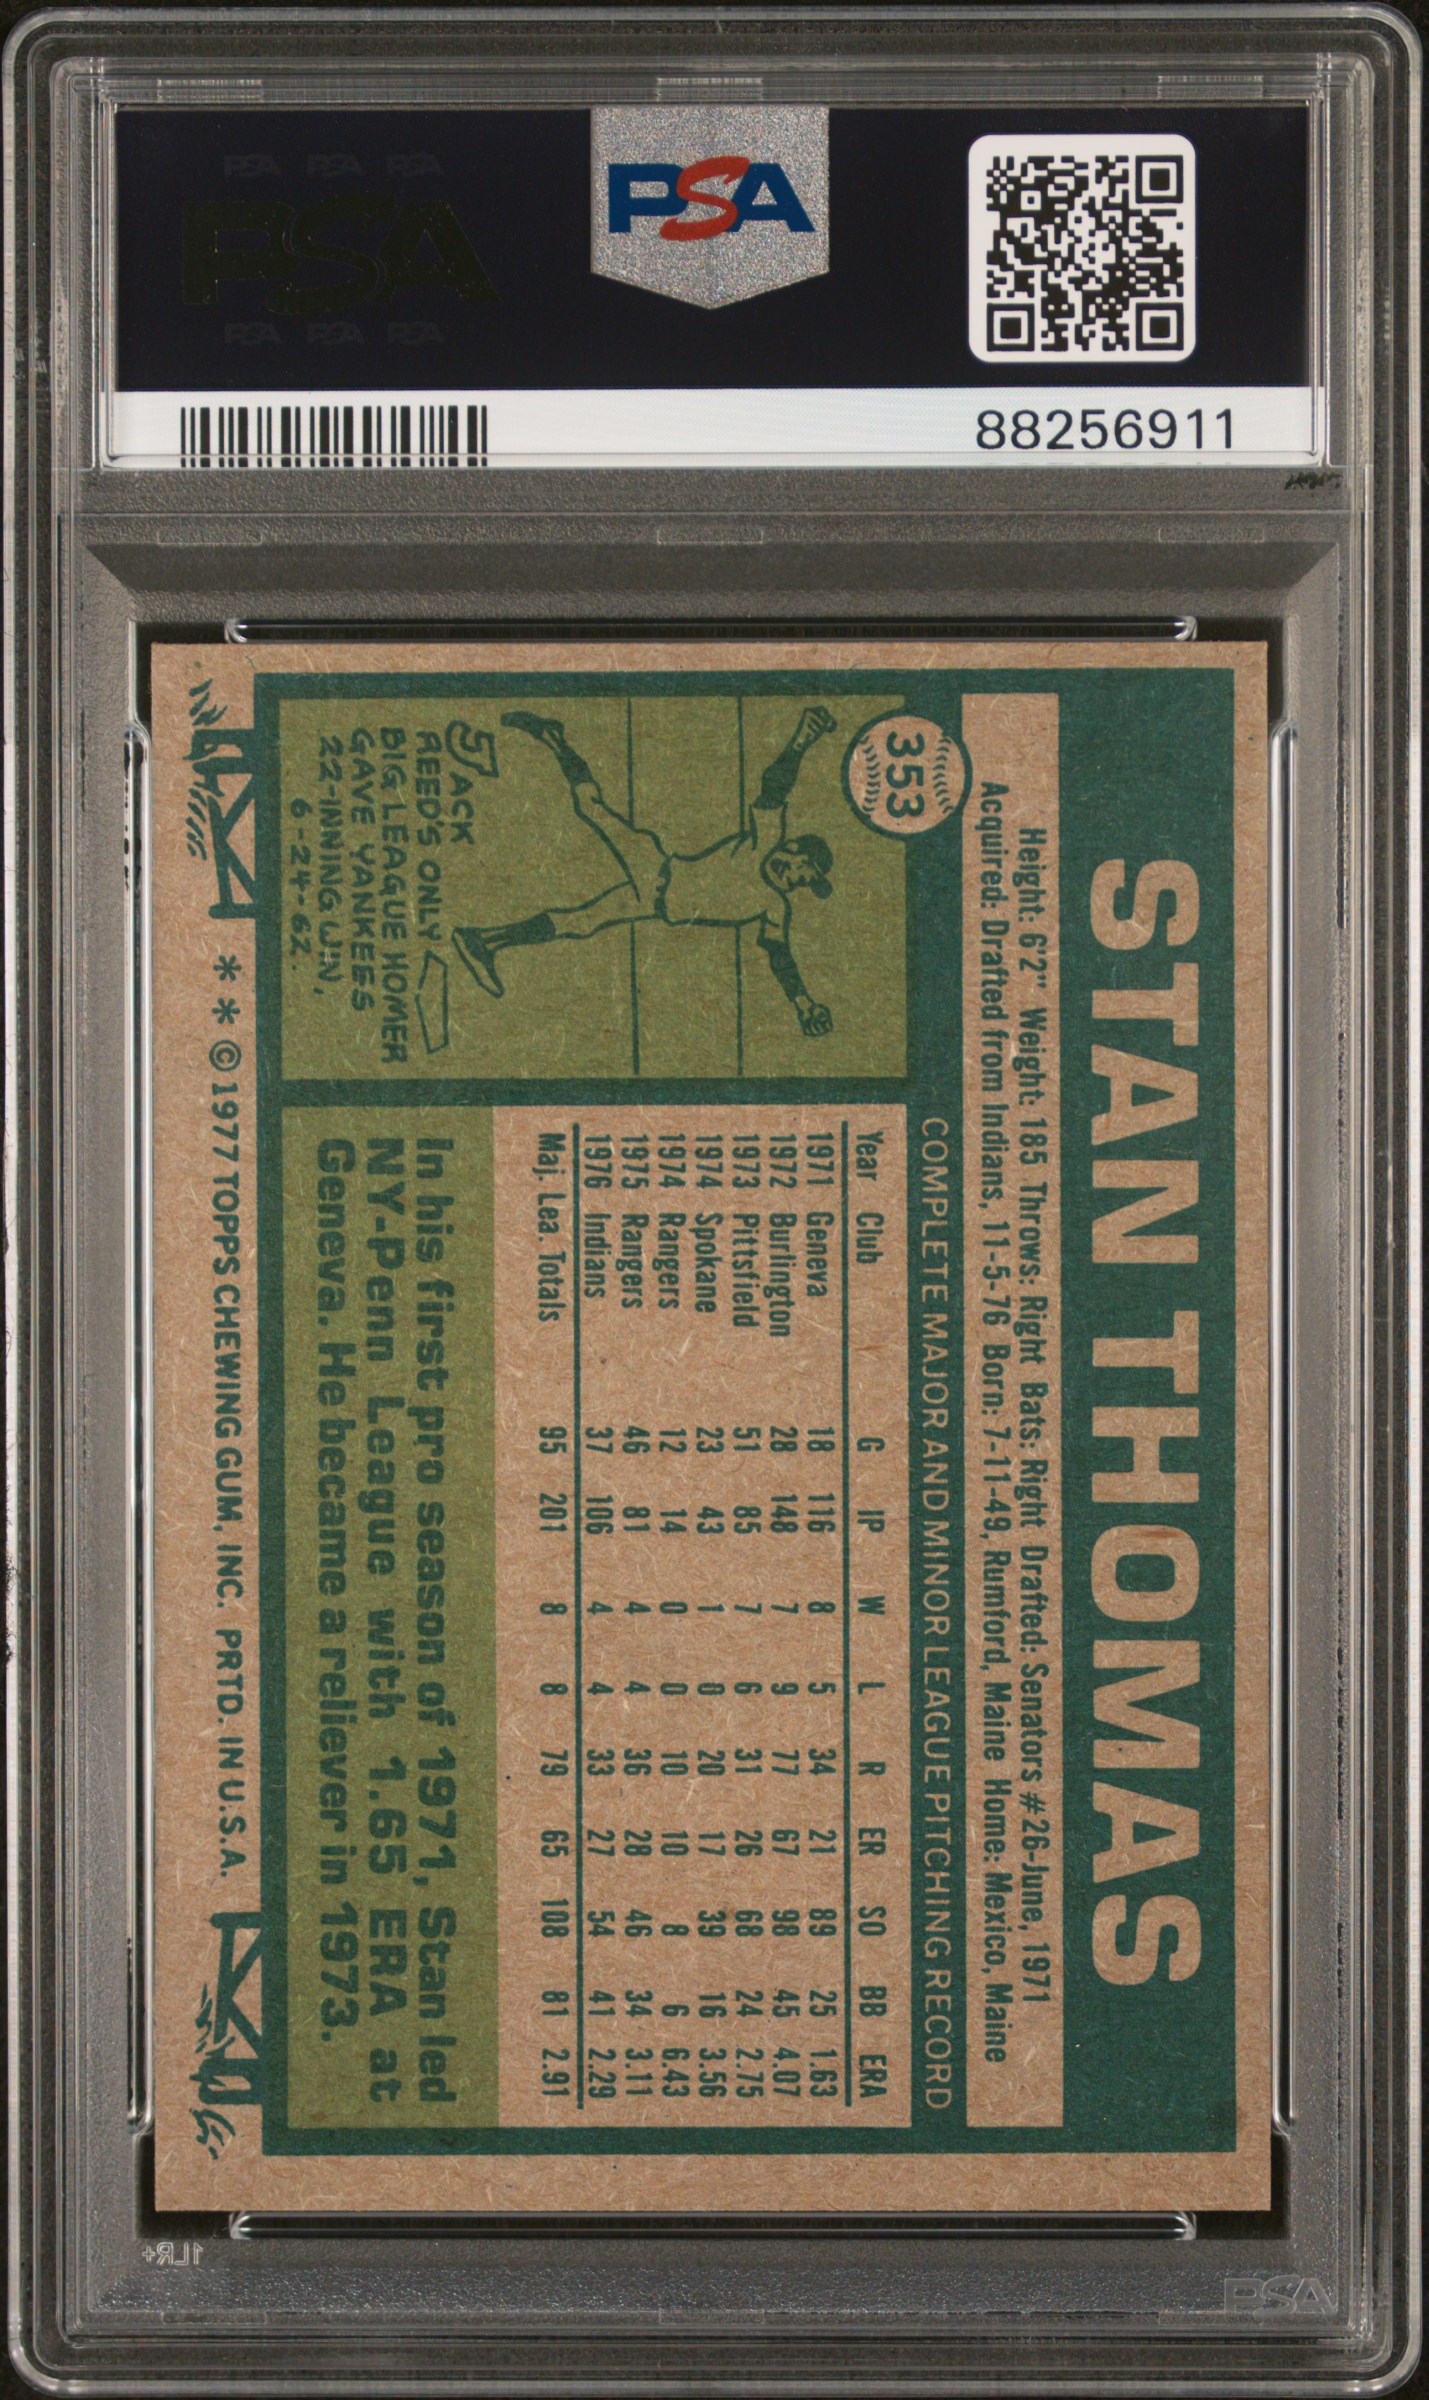 PSA PSA PSA
PSA
PSA PSA PSA
PSA
88256911
STAN THOMAS
Height: 6'2" Weight: 185 Throws: Right Bats: Right Drafted: Senators #26-June, 1971
Acquired: Drafted from Indians, 11-5-76 Born: 7-11-49, Rumford, Maine Home: Mexico, Maine
353
COMPLETE MAJOR AND MINOR LEAGUE PITCHING RECORD
Year Club G IP W L R ER SO BB ERA
1971 Geneva 18 116 8 5 34 21 89 25 1.63
1972 Burlington 28 148 7 9 77 67 98 45 4.07
1973 Pittsfield 51 85 7 6 31 26 68 24 2.75
1974 Spokane 23 43 1 0 20 17 39 16 3.56
1974 Rangers 12 14 0 0 10 10 8 6 6.43
1975 Rangers 46 81 4 4 36 28 46 34 3.11
1976 Indians 37 106 4 4 33 27 54 41 2.29
Maj. Lea. Totals 95 201 8 8 79 65 108 81 2.91
JACK
REED'S ONLY
BIG LEAGUE HOMER
GAVE YANKEES
22-INNING WIN,
6-24-62.
In his first pro season of 1971, Stan led
NY-Penn League with 1.65 ERA at
Geneva. He became a reliever in 1973.
* * © 1977 TOPPS CHEWING GUM, INC. PRTD. IN U.S.A.
1LR+
PSA